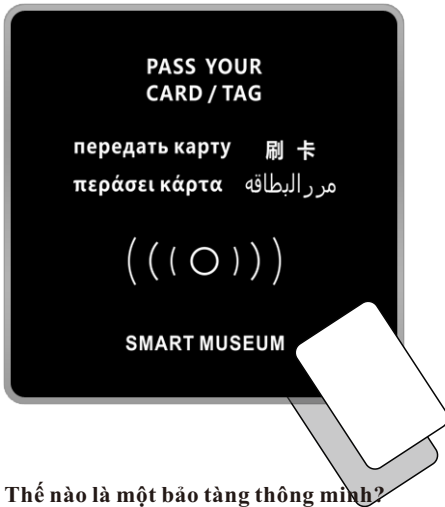 PASS YOUR
CARD / TAG
передать карту 刷 卡
περάσει κάρτα مرر البطاقه
SMART MUSEUM
Thế nào là một bảo tàng thông minh?